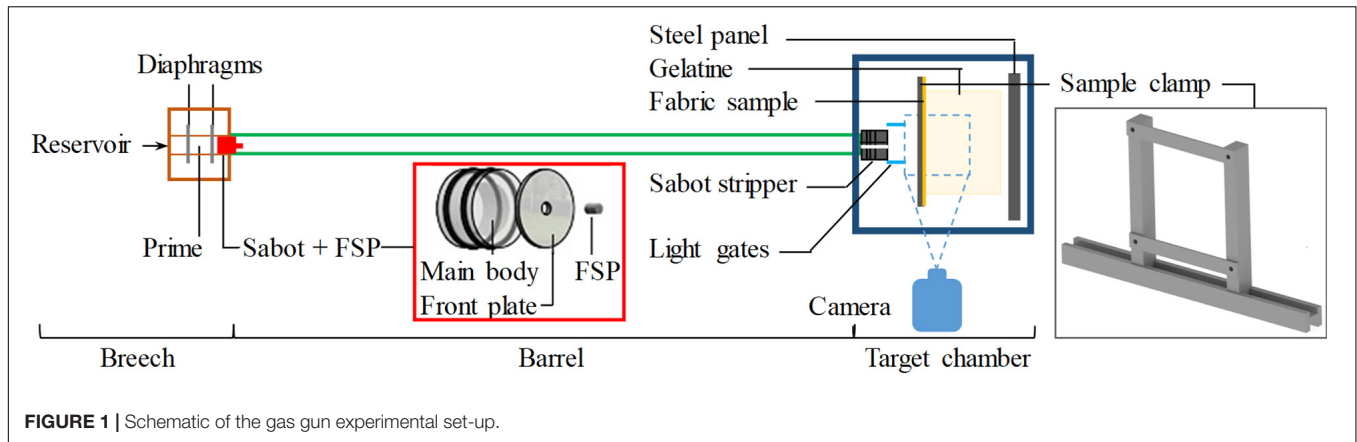 Steel panel
Gelatine
Fabric sample
Sample clamp
Diaphragms
Reservoir
Prime
Sabot + FSP
Main body
FSP
Front plate
Sabot stripper
Light gates
Camera
Breech
Barrel
Target chamber
FIGURE 1 | Schematic of the gas gun experimental set-up.